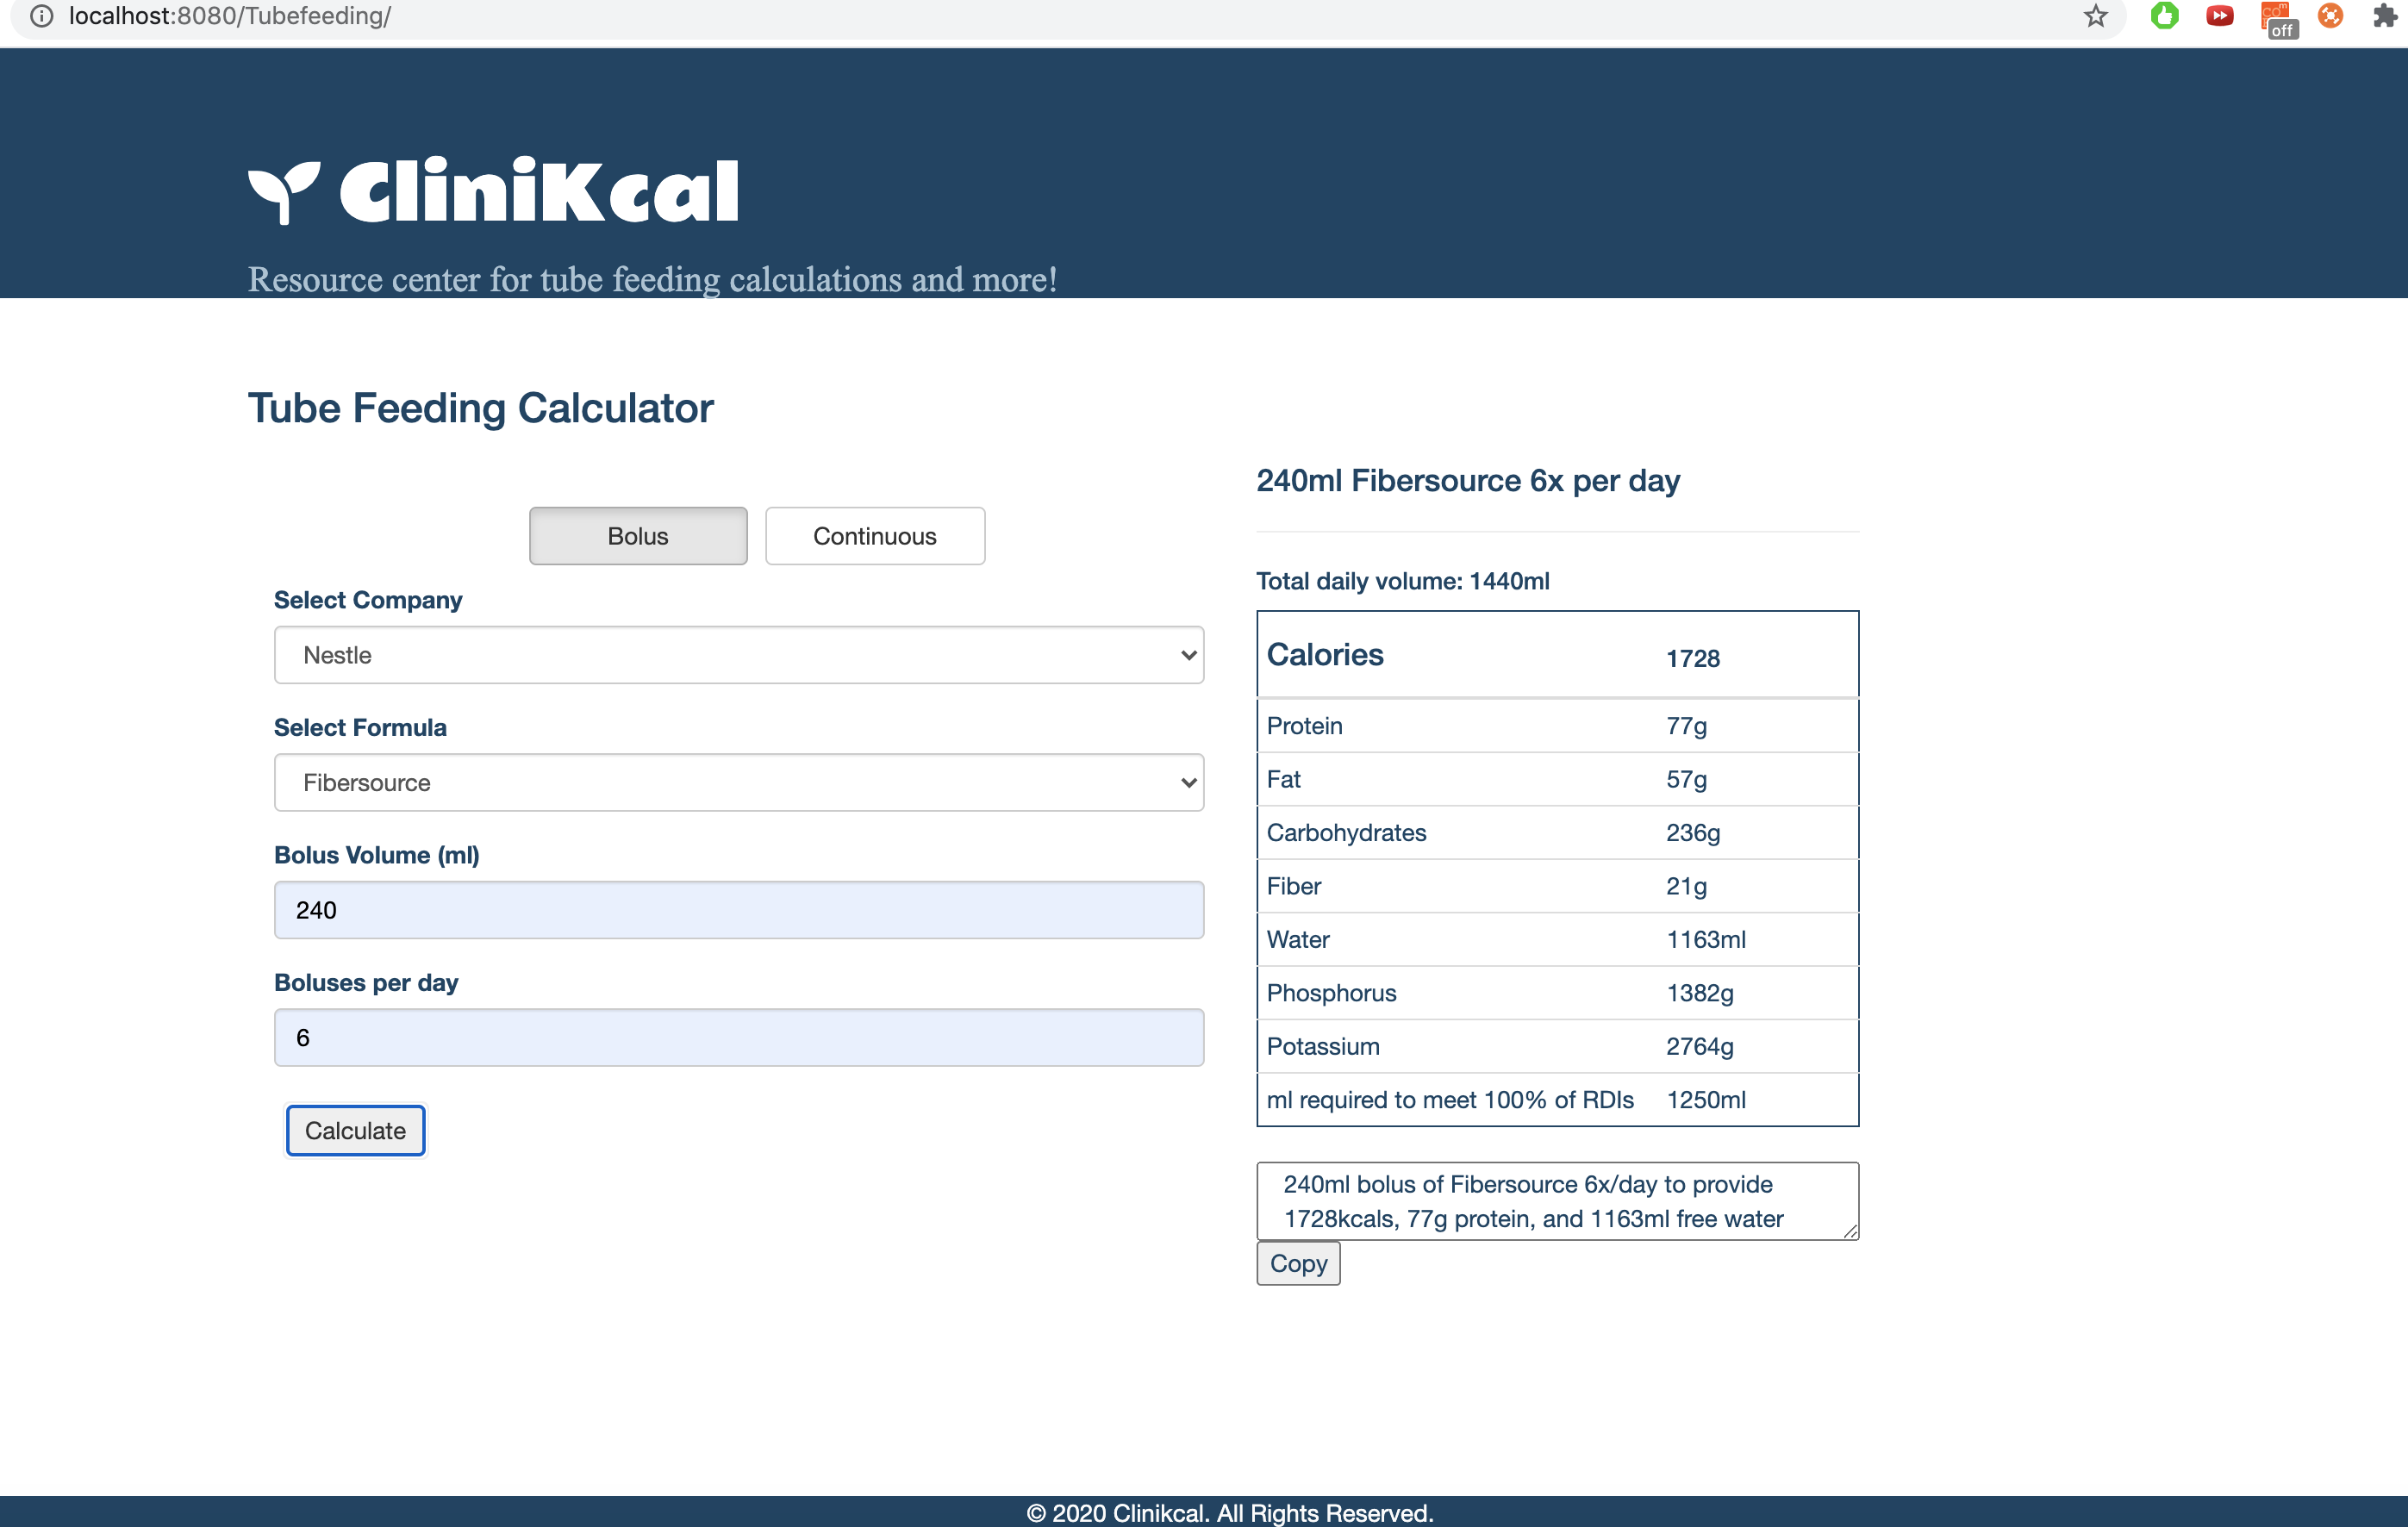 localhost:8080/Tubefeeding/
off
CliniKcal
Resource center for tube feeding calculations and more!
Tube Feeding Calculator
Bolus Continuous
Select Company
Nestle
Select Formula
Fibersource
Bolus Volume (ml)
240
Boluses per day
6
Calculate
240ml Fibersource 6x per day
Total daily volume: 1440ml
Calories 1728
Protein 77g
Fat 57g
Carbohydrates 236g
Fiber 21g
Water 1163ml
Phosphorus 1382g
Potassium 2764g
ml required to meet 100% of RDIs 1250ml
240ml bolus of Fibersource 6x/day to provide
1728kcals, 77g protein, and 1163ml free water
Copy
© 2020 Clinikcal. All Rights Reserved.